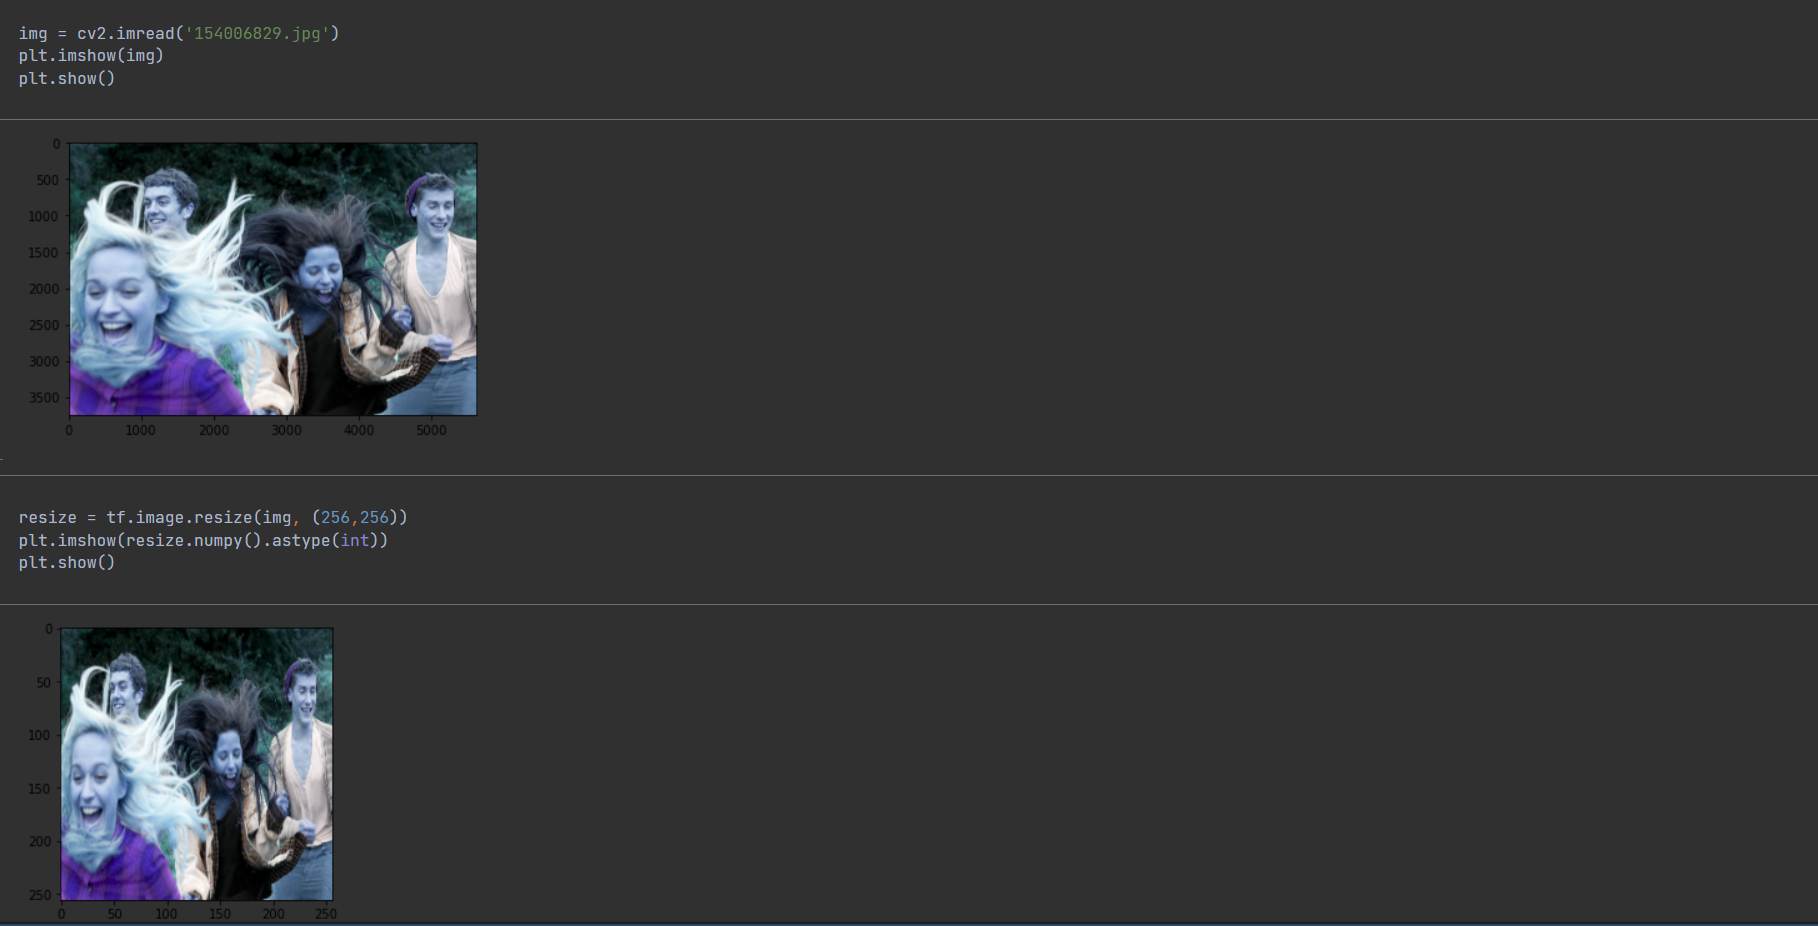 img = cv2.imread('154006829.jpg')
plt.imshow(img)
plt.show()
0
500
1000
1500
2000
2500
3000
3500
0 1000 2000 3000 4000 5000
resize = tf.image.resize(img, (256,256))
plt.imshow(resize.numpy().astype(int))
plt.show()
0
50
100
150
200
250
0 50 100 150 200 250